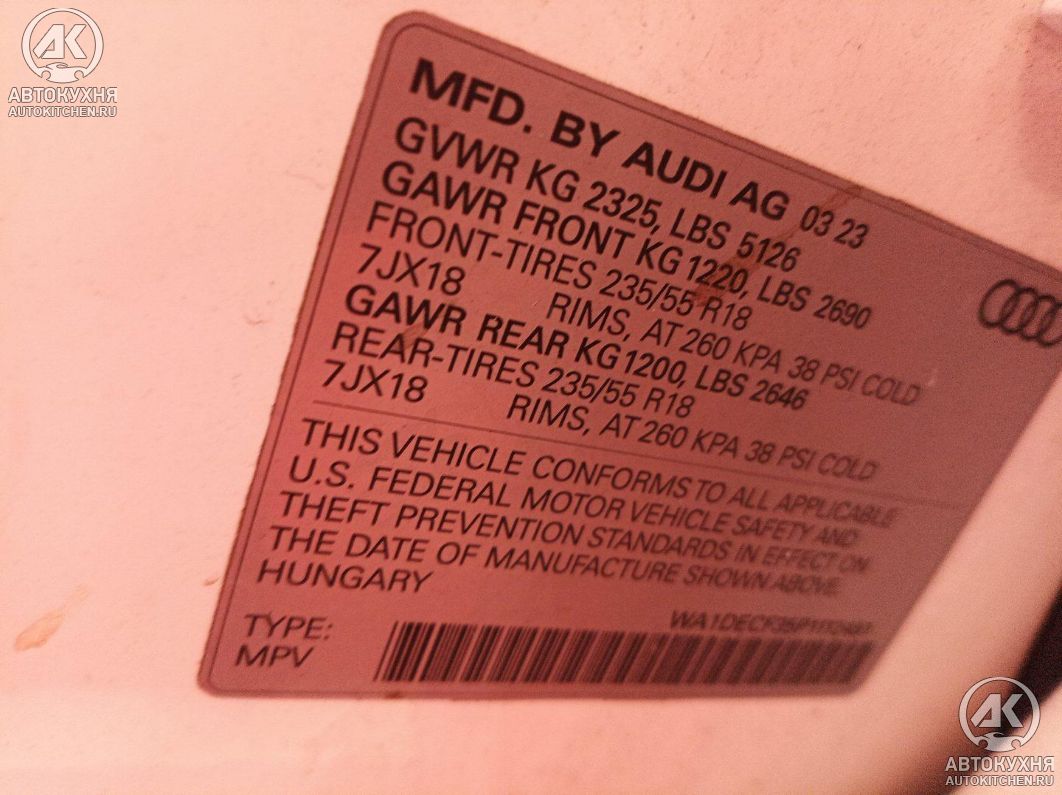 AK
АВТОКУХНЯ
AUTOKITCHEN.RU
MFD. BY AUDI AG 03 23
GVWR KG 2325, LBS 5126
GAWR FRONT KG 1220, LBS 2690
FRONT-TIRES 235/55 R18
7JX18 RIMS, AT 260 KPA 38 PSI COLD
GAWR REAR KG 1200, LBS 2646
REAR-TIRES 235/55 R18
7JX18 RIMS, AT 260 KPA 38 PSI COLD
THIS VEHICLE CONFORMS TO ALL APPLICABLE
U.S. FEDERAL MOTOR VEHICLE SAFETY AND
THEFT PREVENTION STANDARDS IN EFFECT ON
THE DATE OF MANUFACTURE SHOWN ABOVE.
HUNGARY
TYPE:
MPV
AK
АВТОКУХНЯ
AUTOKITCHEN.RU